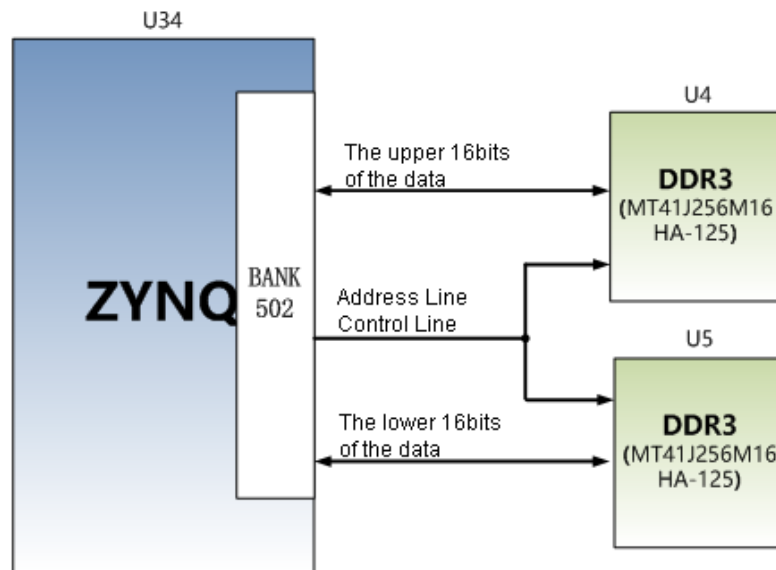 U34
U4
The upper 16bits
of the data
DDR3
(MT41J256M16
HA-125)
ZYNQ
BANK
502
Address Line
Control Line
U5
The lower 16bits
of the data
DDR3
(MT41J256M16
HA-125)